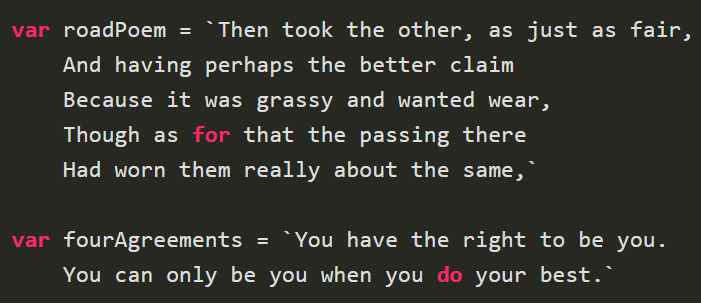 var roadPoem = `Then took the other, as just as fair,
And having perhaps the better claim
Because it was grassy and wanted wear,
Though as for that the passing there
Had worn them really about the same,`
var fourAgreements = `You have the right to be you.
You can only be you when you do your best.`